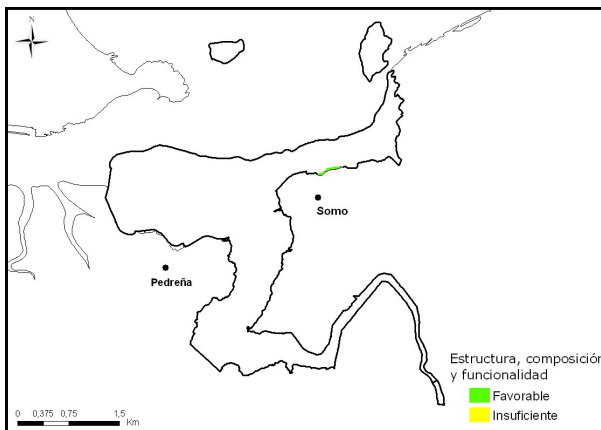 N
Somo
Pedreña
Estructura, composición
y funcionalidad
Favorable
Insuficiente
0 0,375 0,75 1,5
Km